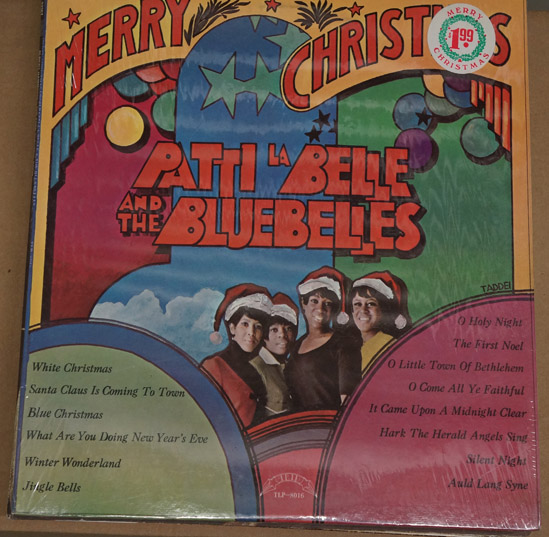 MERRY CHRISTMAS
MERRY
$1.99
CHRISTMAS
PATTI LA BELLE
AND THE BLUEBELLES
TADDEI
White Christmas
Santa Claus Is Coming To Town
Blue Christmas
What Are You Doing New Year's Eve
Winter Wonderland
Jingle Bells
O Holy Night
The First Noel
O Little Town Of Bethlehem
O Come All Ye Faithful
It Came Upon A Midnight Clear
Hark The Herald Angels Sing
Silent Night
Auld Lang Syne
TLP-8016